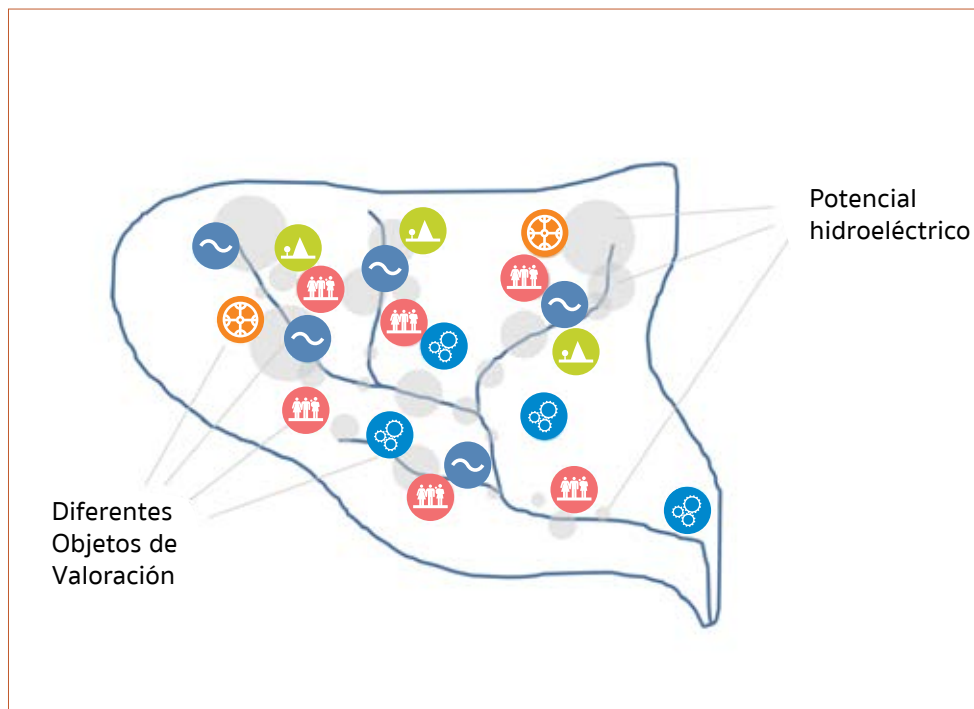 Potencial
hidroeléctrico
Diferentes
Objetos de
Valoración